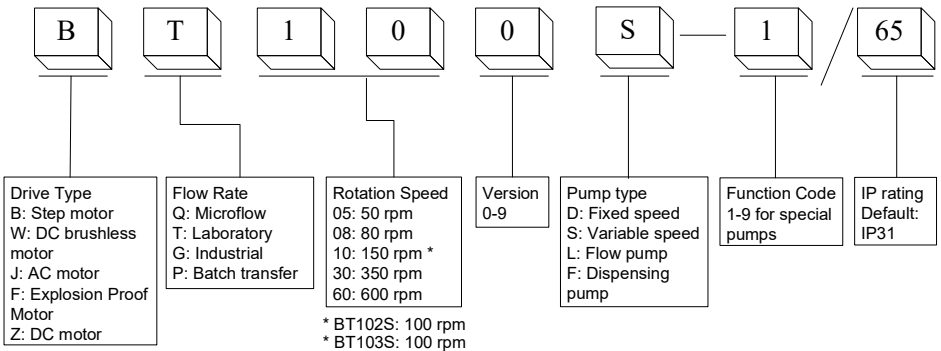 B T 1 0 0 S — 1 / 65
Drive Type
B: Step motor
W: DC brushless
motor
J: AC motor
F: Explosion Proof
Motor
Z: DC motor
Flow Rate
Q: Microflow
T: Laboratory
G: Industrial
P: Batch transfer
Rotation Speed
05: 50 rpm
08: 80 rpm
10: 150 rpm *
30: 350 rpm
60: 600 rpm
* BT102S: 100 rpm
* BT103S: 100 rpm
Version
0-9
Pump type
D: Fixed speed
S: Variable speed
L: Flow pump
F: Dispensing
pump
Function Code
1-9 for special
pumps
IP rating
Default:
IP31